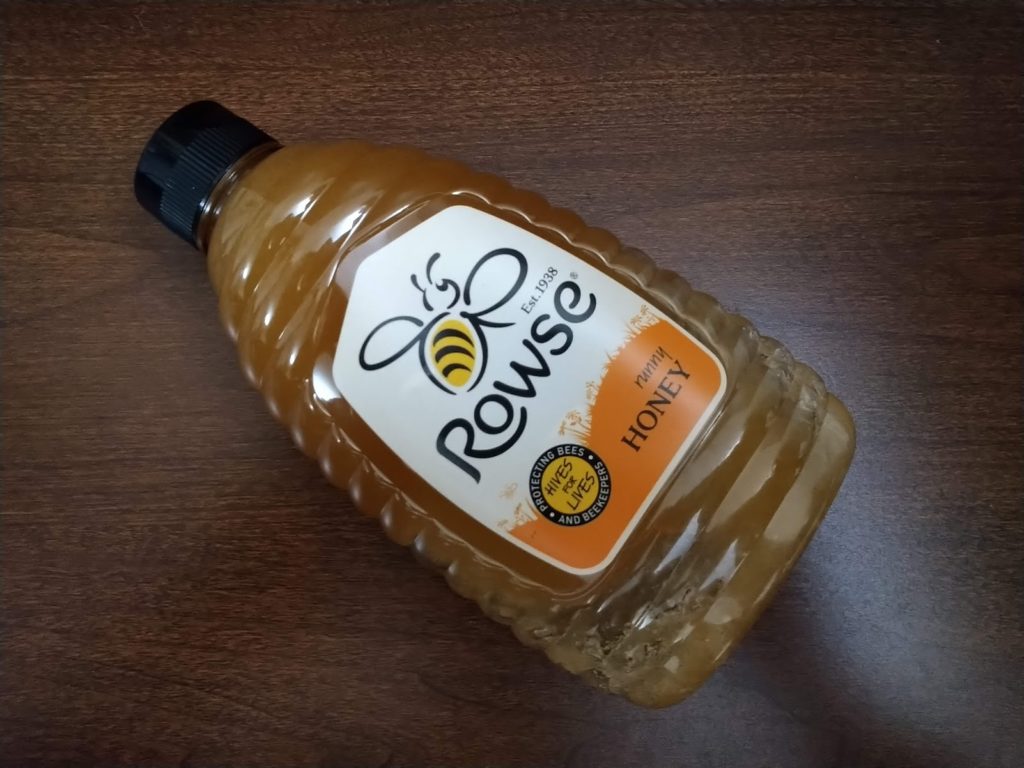 Est. 1938
Rowse®
runny
HONEY
• PROTECTING BEES •
HIVES
FOR
LIVES
AND BEEKEEPERS